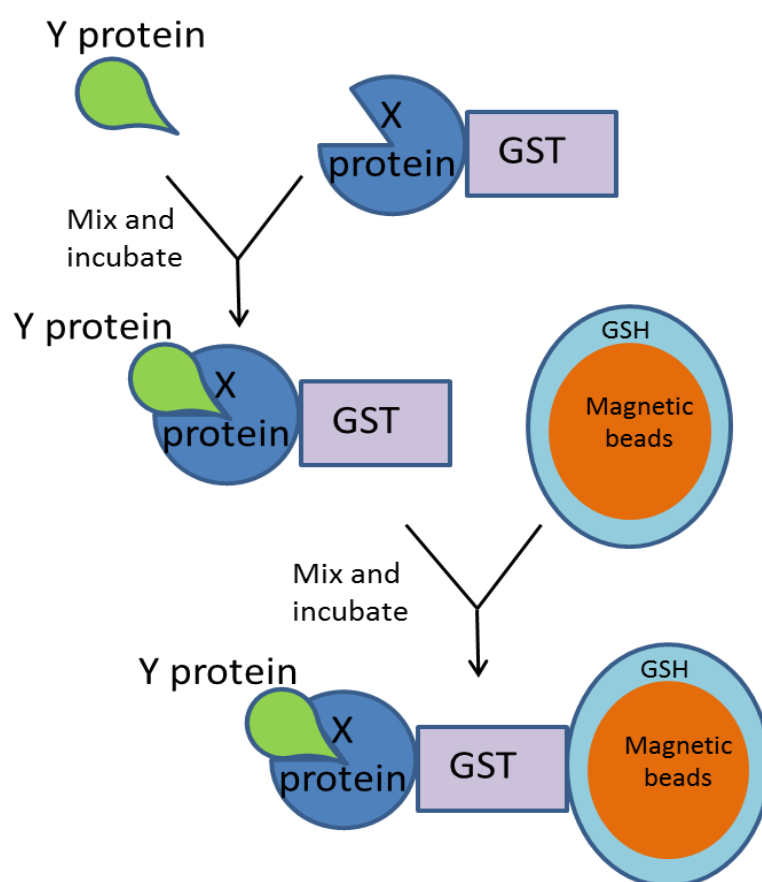 Y protein
X
protein
GST
Mix and
incubate
Y protein
X
protein
GST
GSH
Magnetic
beads
Mix and
incubate
Y protein
X
protein
GST
GSH
Magnetic
beads